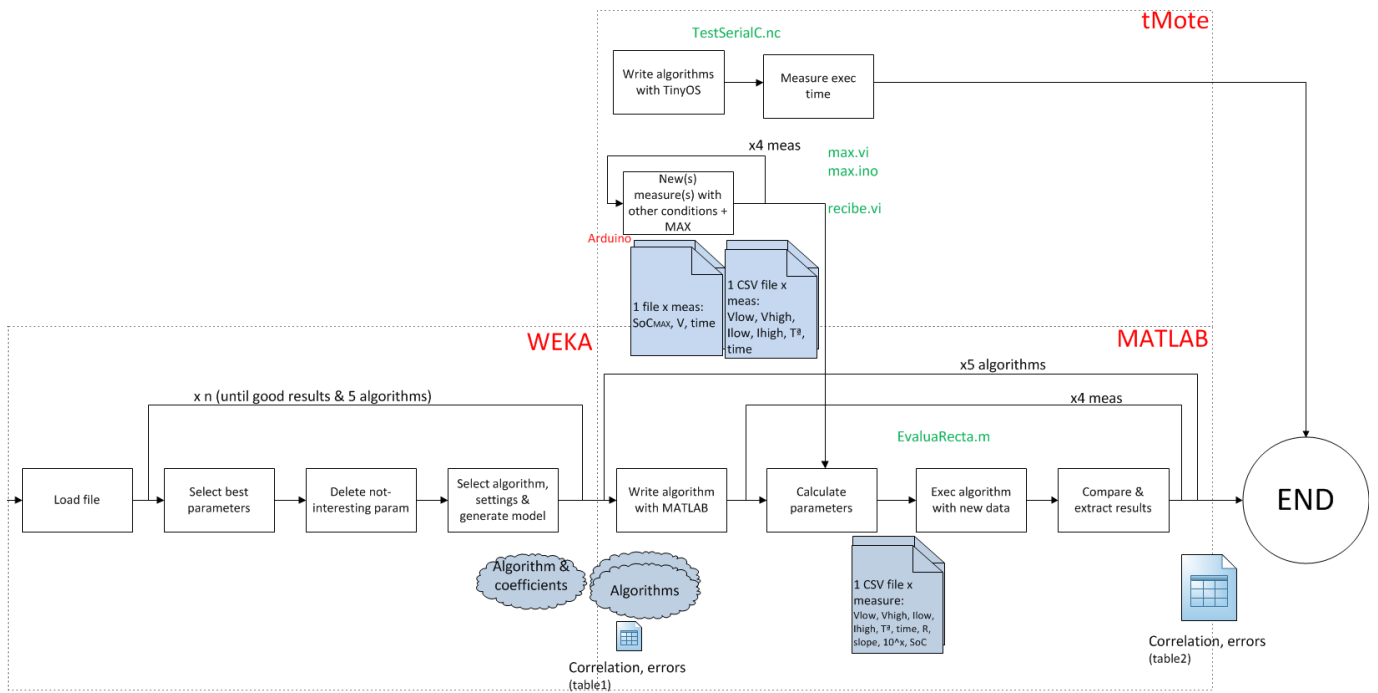 tMote
TestSerialC.nc
Write algorithms
with TinyOS
Measure exec
time
x4 meas
max.vi
max.ino
New(s)
measure(s) with
other conditions +
MAX
recibe.vi
Arduino
1 file x meas:
SoCMAX, V, time
1 CSV file x
meas:
Vlow, Vhigh,
Ilow, Ihigh, Tª,
time
WEKA
MATLAB
x5 algorithms
x n (until good results & 5 algorithms)
x4 meas
EvaluaRecta.m
Load file
Select best
parameters
Delete not-
interesting param
Select algorithm,
settings &
generate model
Write algorithm
with MATLAB
Calculate
parameters
Exec algorithm
with new data
Compare &
extract results
END
Algorithm &
coefficients
Algorithms
1 CSV file x
measure:
Vlow, Vhigh, Ilow,
Ihigh, Tª, time, R,
slope, 10^x, SoC
Correlation, errors
(table1)
Correlation, errors
(table2)